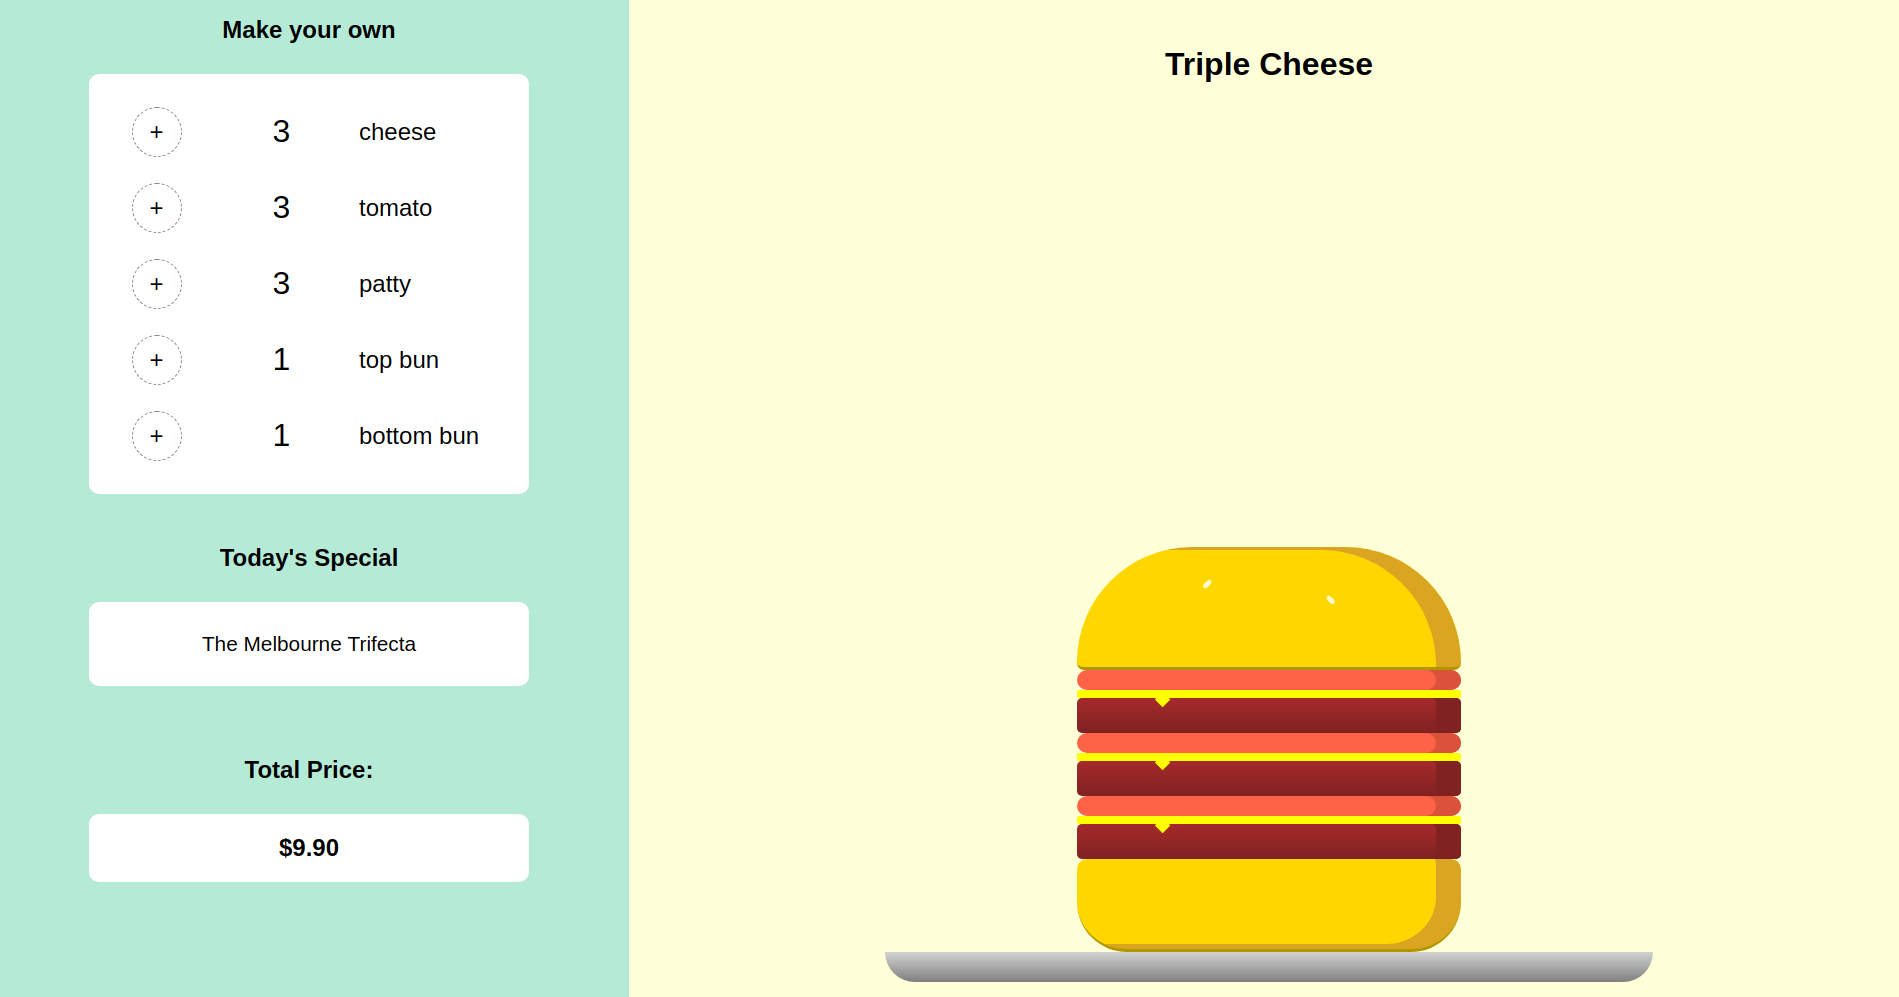 Make your own
+ 3 cheese
+ 3 tomato
+ 3 patty
+ 1 top bun
+ 1 bottom bun
Today's Special
The Melbourne Trifecta
Total Price:
$9.90
Triple Cheese